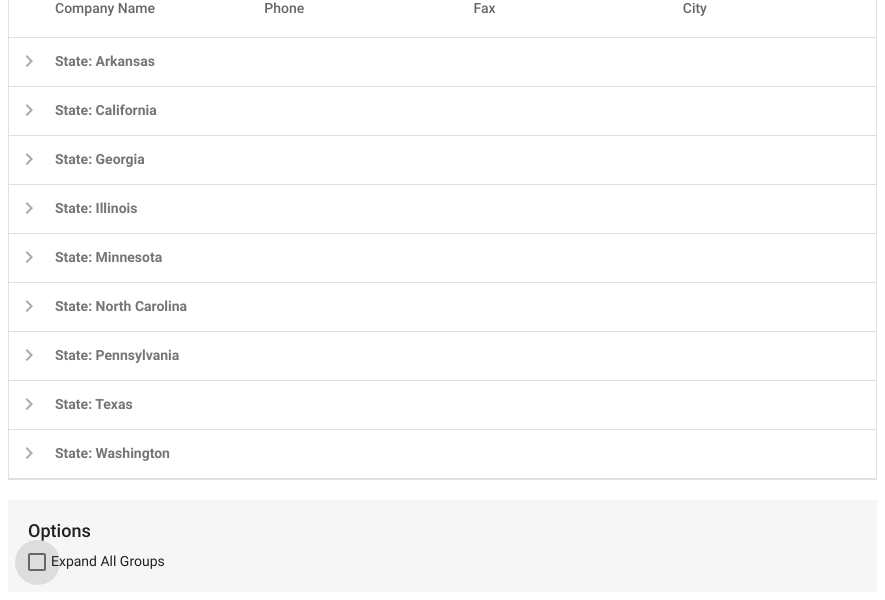 Company Name Phone Fax City
State: Arkansas
State: California
State: Georgia
State: Illinois
State: Minnesota
State: North Carolina
State: Pennsylvania
State: Texas
State: Washington
Options
Expand All Groups